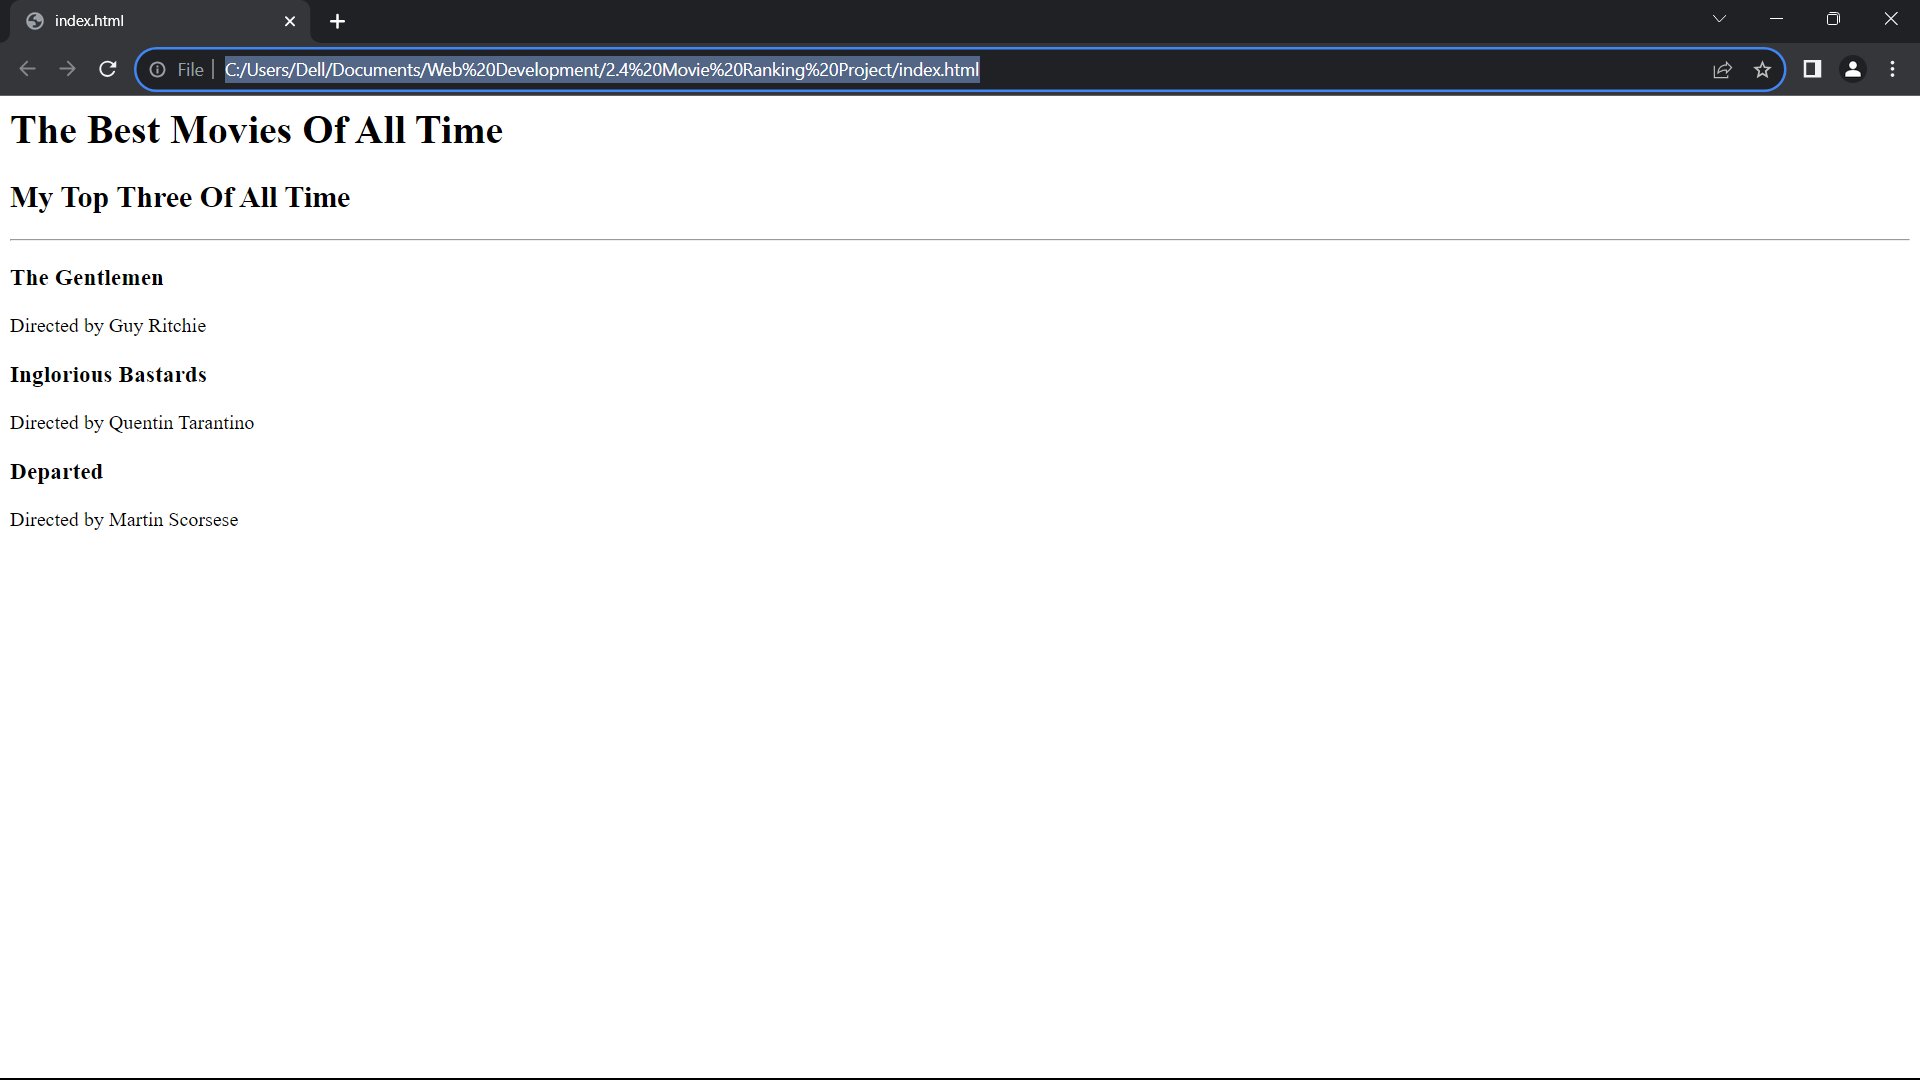 index.html
File
C:/Users/Dell/Documents/Web%20Development/2.4%20Movie%20Ranking%20Project/index.html
The Best Movies Of All Time
My Top Three Of All Time
The Gentlemen
Directed by Guy Ritchie
Inglorious Bastards
Directed by Quentin Tarantino
Departed
Directed by Martin Scorsese